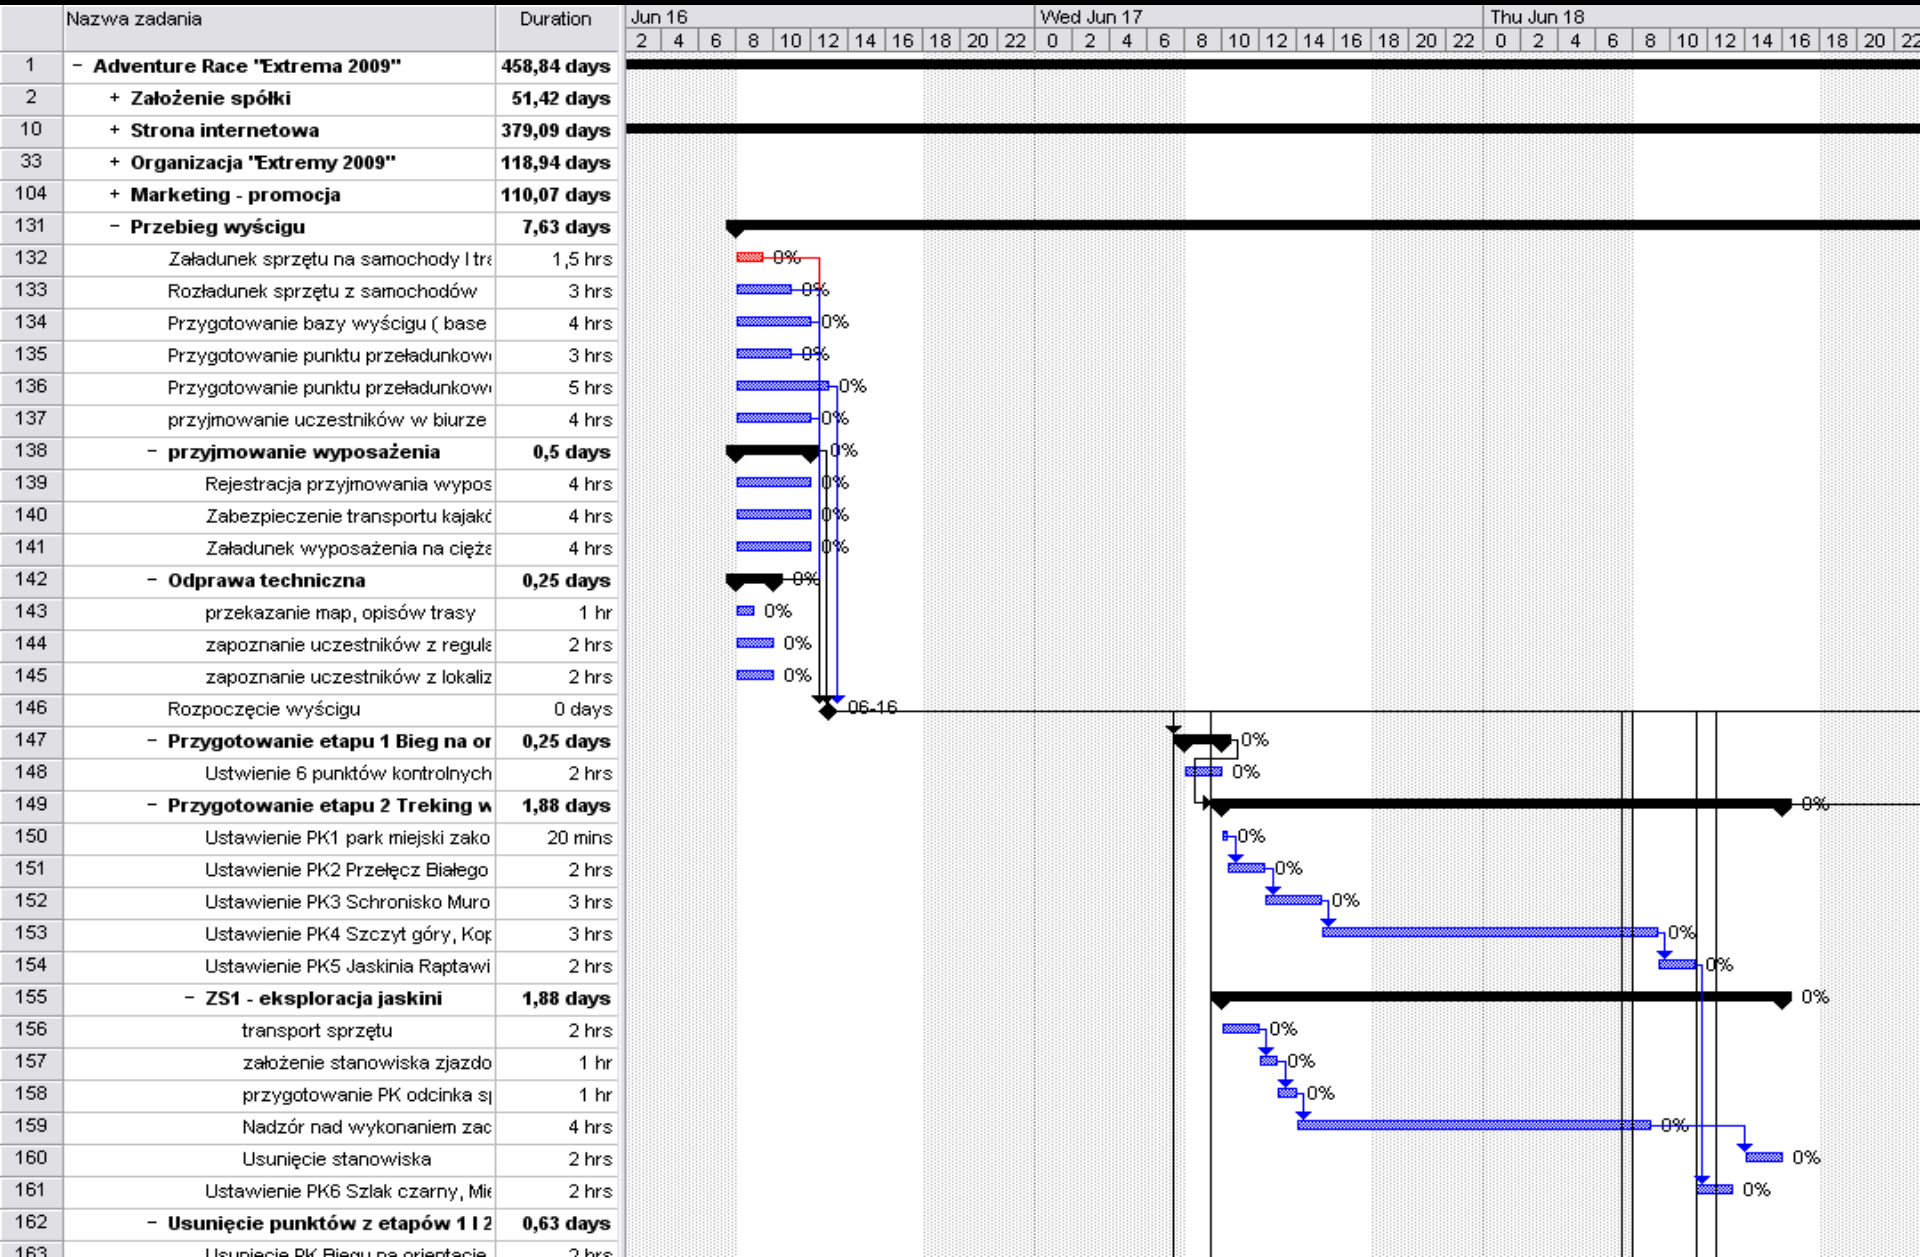 Nazwa zadania Duration Jun 16 Wed Jun 17 Thu Jun 18
2 4 6 8 10 12 14 16 18 20 22 0 2 4 6 8 10 12 14 16 18 20 22 0 2 4 6 8 10 12 14 16 18 20 22
1 − Adventure Race "Extrema 2009" 458,84 days
2 + Założenie spółki 51,42 days
10 + Strona internetowa 379,09 days
33 + Organizacja "Extremy 2009" 118,94 days
104 + Marketing - promocja 110,07 days
131 − Przebieg wyścigu 7,63 days
132 Załadunek sprzętu na samochody I tra 1,5 hrs 0%
133 Rozładunek sprzętu z samochodów 3 hrs 0%
134 Przygotowanie bazy wyścigu ( base 4 hrs 0%
135 Przygotowanie punktu przeładunkow 3 hrs 0%
136 Przygotowanie punktu przeładunkow 5 hrs 0%
137 przyjmowanie uczestników w biurze 4 hrs 0%
138 − przyjmowanie wyposażenia 0,5 days 0%
139 Rejestracja przyjmowania wypos 4 hrs 0%
140 Zabezpieczenie transportu kajakó 4 hrs 0%
141 Załadunek wyposażenia na cięża 4 hrs 0%
142 − Odprawa techniczna 0,25 days 0%
143 przekazanie map, opisów trasy 1 hr 0%
144 zapoznanie uczestników z regula 2 hrs 0%
145 zapoznanie uczestników z lokaliz 2 hrs 0%
146 Rozpoczęcie wyścigu 0 days 06-16
147 − Przygotowanie etapu 1 Bieg na or 0,25 days 0%
148 Ustwienie 6 punktów kontrolnych 2 hrs 0%
149 − Przygotowanie etapu 2 Treking w 1,88 days 0%
150 Ustawienie PK1 park miejski zako 20 mins 0%
151 Ustawienie PK2 Przełęcz Białego 2 hrs 0%
152 Ustawienie PK3 Schronisko Muro 3 hrs 0%
153 Ustawienie PK4 Szczyt góry, Kop 3 hrs 0%
154 Ustawienie PK5 Jaskinia Raptawi 2 hrs 0%
155 − ZS1 - eksploracja jaskini 1,88 days 0%
156 transport sprzętu 2 hrs 0%
157 założenie stanowiska zjazdo 1 hr 0%
158 przygotowanie PK odcinka sp 1 hr 0%
159 Nadzór nad wykonaniem zad 4 hrs 0%
160 Usunięcie stanowiska 2 hrs 0%
161 Ustawienie PK6 Szlak czarny, Mię 2 hrs 0%
162 − Usunięcie punktów z etapów 1 I 2 0,63 days
163 Usunięcie PK Biegu na orientację 2 hrs